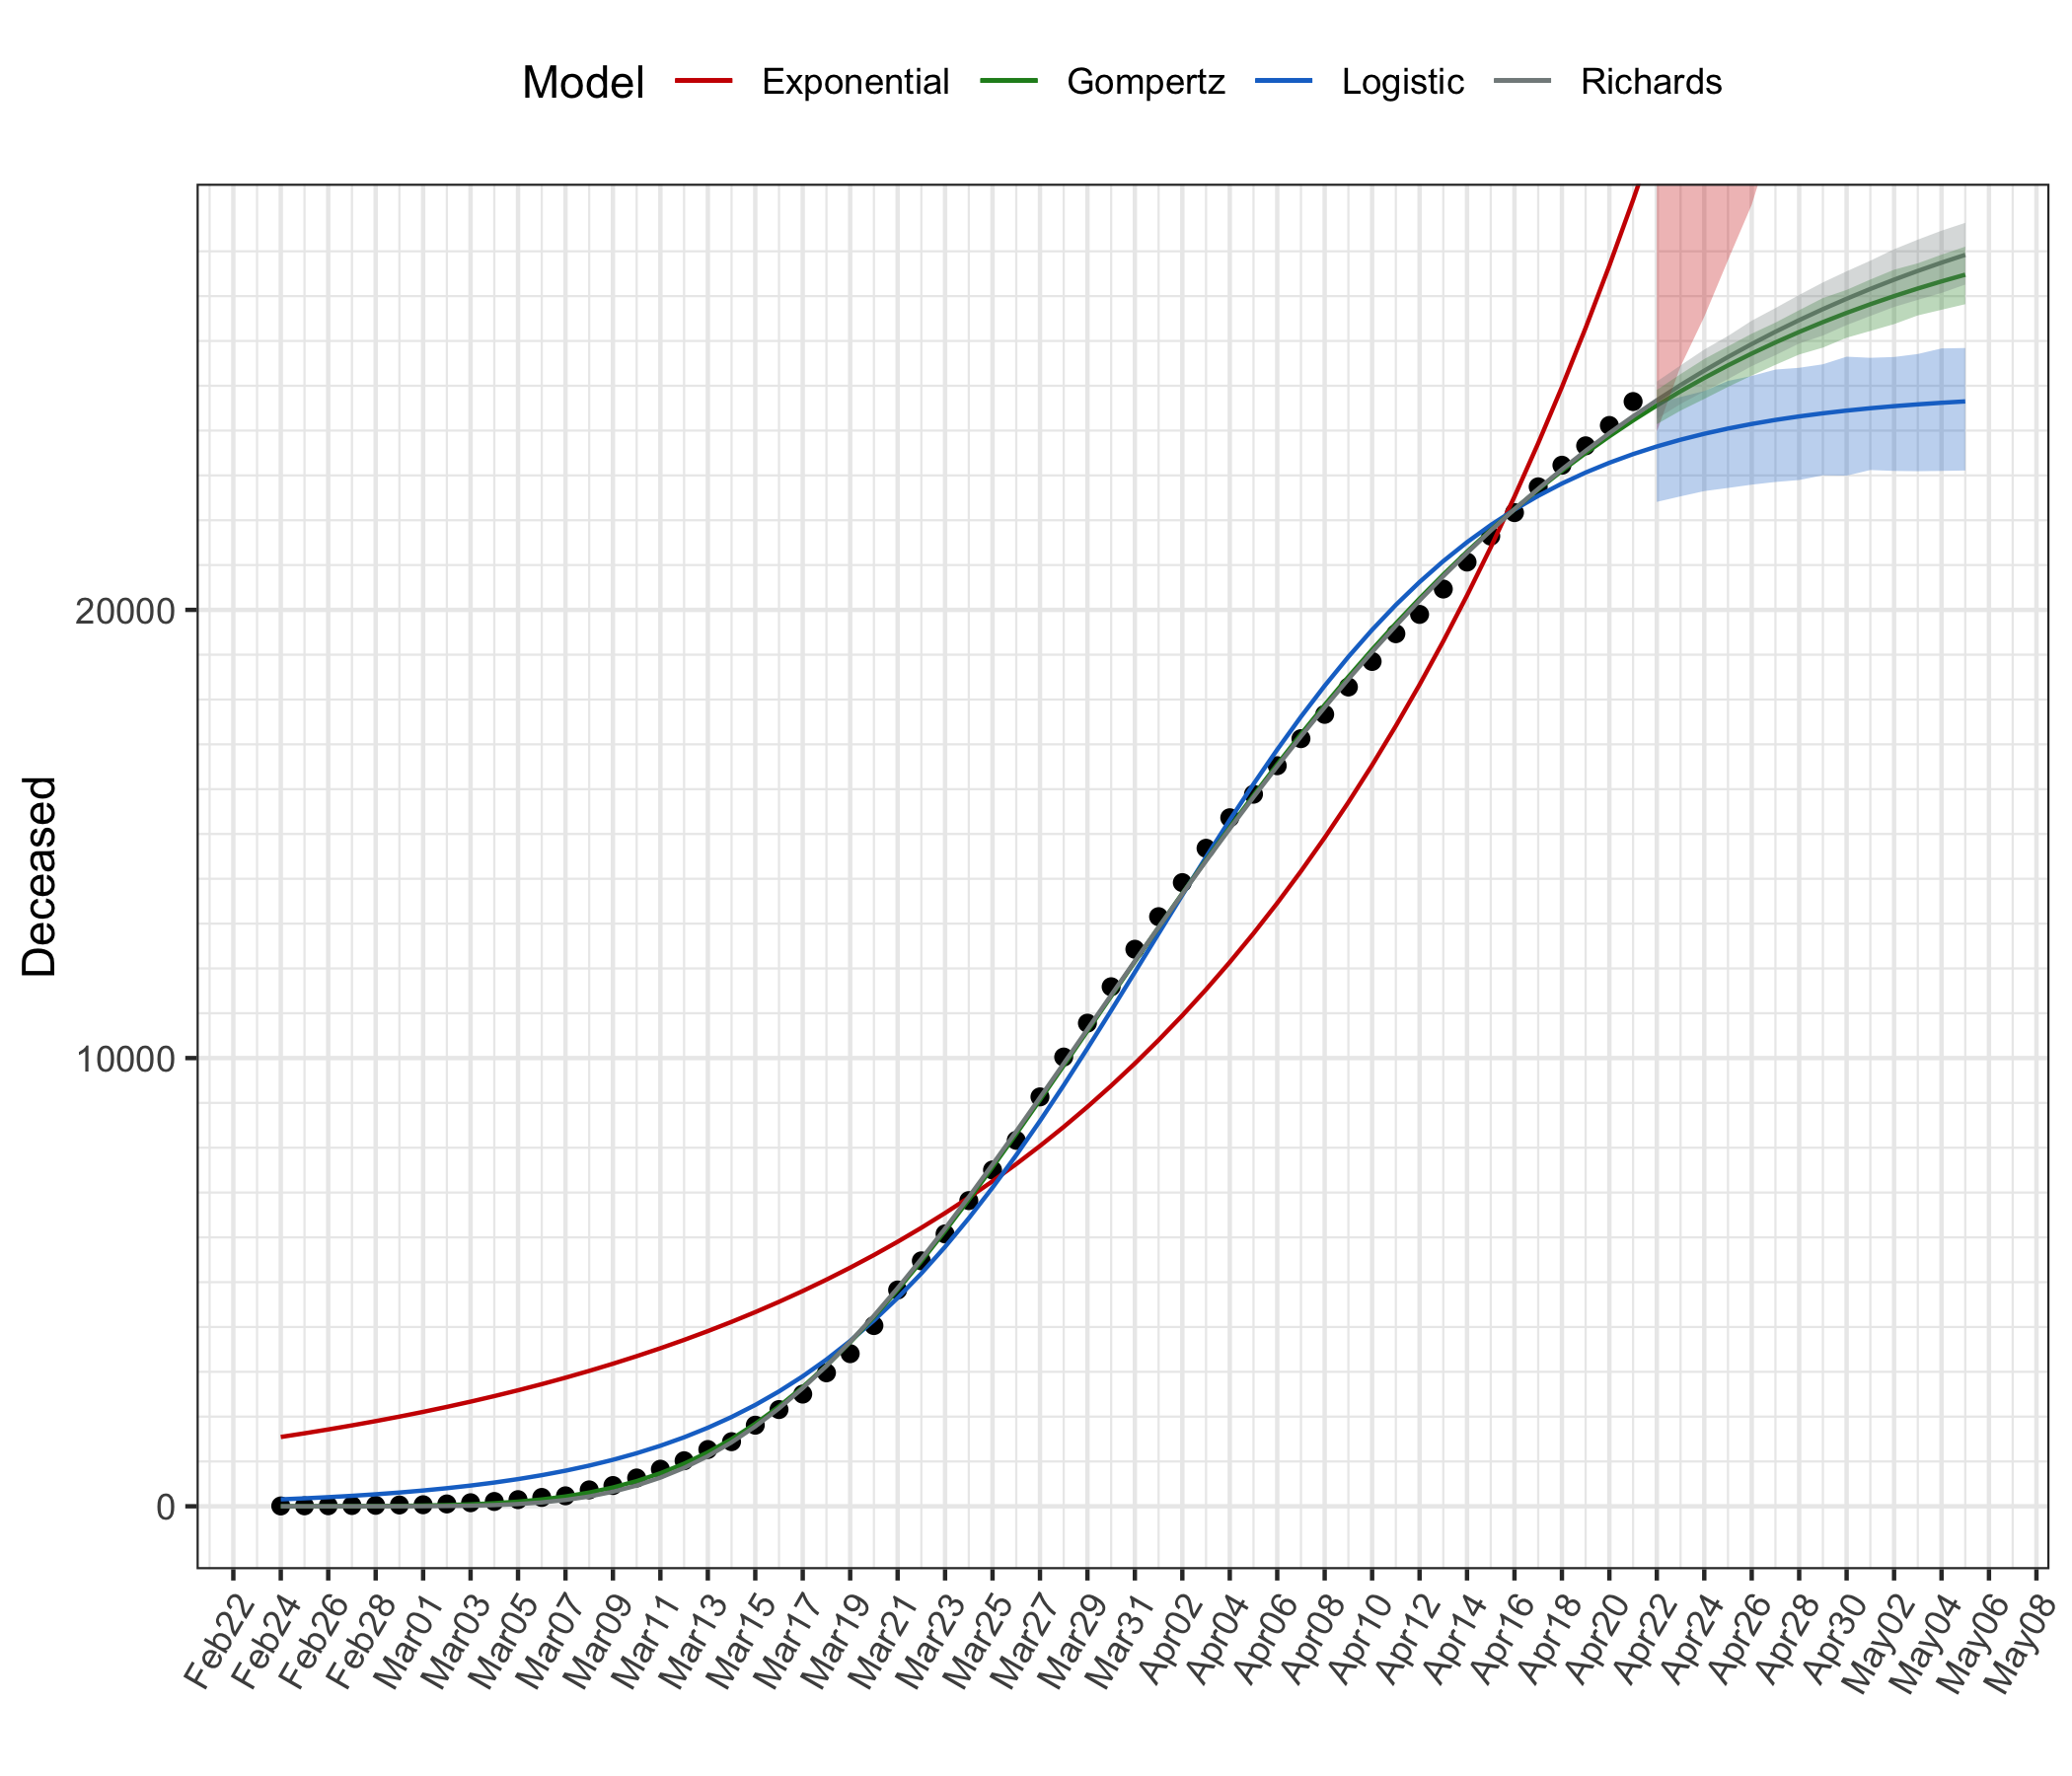 Model Exponential Gompertz Logistic Richards
Deceased
20000
10000
0
Feb22 Feb24 Feb26 Feb28 Mar01 Mar03 Mar05 Mar07 Mar09 Mar11 Mar13 Mar15 Mar17 Mar19 Mar21 Mar23 Mar25 Mar27 Mar29 Mar31 Apr02 Apr04 Apr06 Apr08 Apr10 Apr12 Apr14 Apr16 Apr18 Apr20 Apr22 Apr24 Apr26 Apr28 Apr30 May02 May04 May06 May08